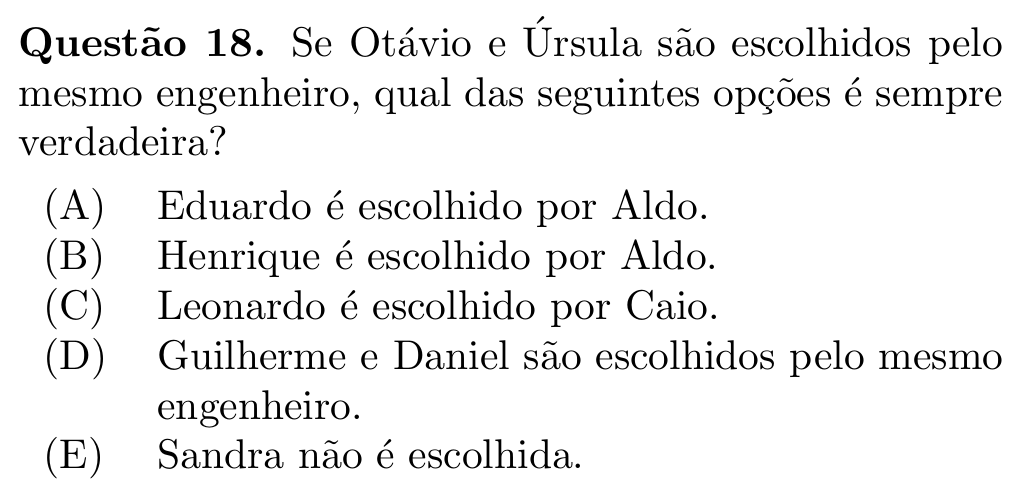 Questão 18. Se Otávio e Úrsula são escolhidos pelo
mesmo engenheiro, qual das seguintes opções é sempre
verdadeira?
(A) Eduardo é escolhido por Aldo.
(B) Henrique é escolhido por Aldo.
(C) Leonardo é escolhido por Caio.
(D) Guilherme e Daniel são escolhidos pelo mesmo
engenheiro.
(E) Sandra não é escolhida.